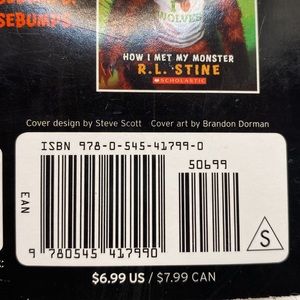 SEBUMPS
I ♥ WOLVES
HOW I MET MY MONSTER
R.L. STINE
SCHOLASTIC
Cover design by Steve Scott Cover art by Brandon Dorman
ISBN 978-0-545-41799-0
50699
EAN
S
9 780545 417990
$6.99 US / $7.99 CAN